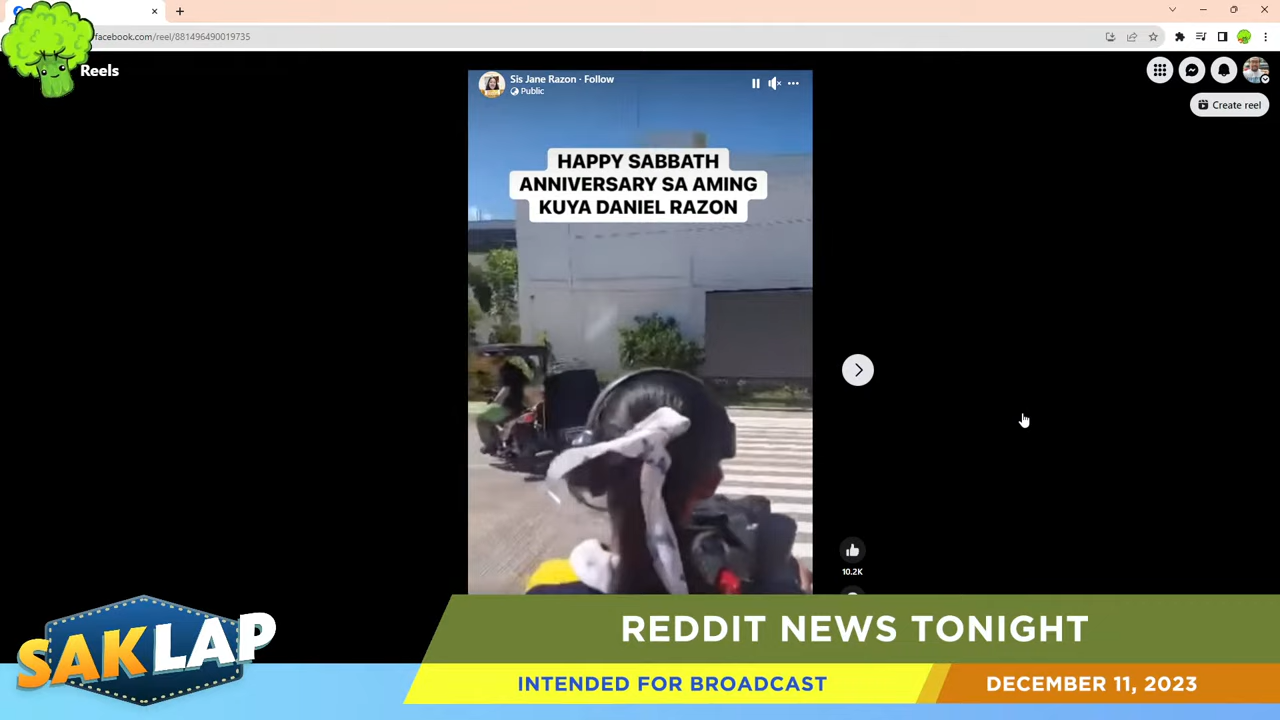 facebook.com/reel/881496490019735
Reels
Sis Jane Razon · Follow
Public
Create reel
HAPPY SABBATH
ANNIVERSARY SA AMING
KUYA DANIEL RAZON
10.2K
SAKLAP
REDDIT NEWS TONIGHT
INTENDED FOR BROADCAST
DECEMBER 11, 2023